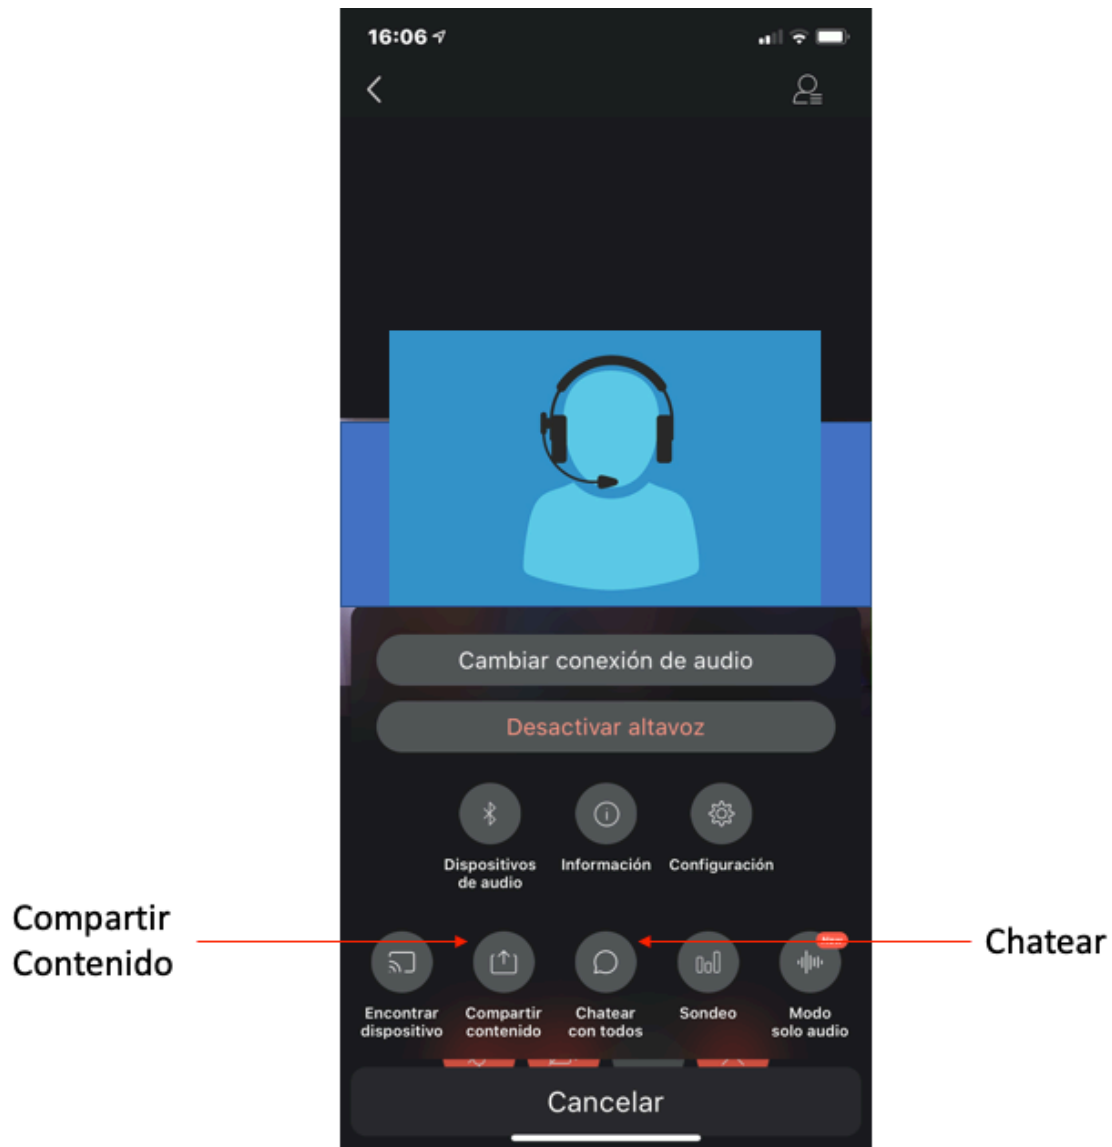 16:06
Cambiar conexión de audio
Desactivar altavoz
Dispositivos
de audio
Información
Configuración
Compartir
Contenido
Chatear
New
Encontrar
dispositivo
Compartir
contenido
Chatear
con todos
Sondeo
Modo
solo audio
Cancelar